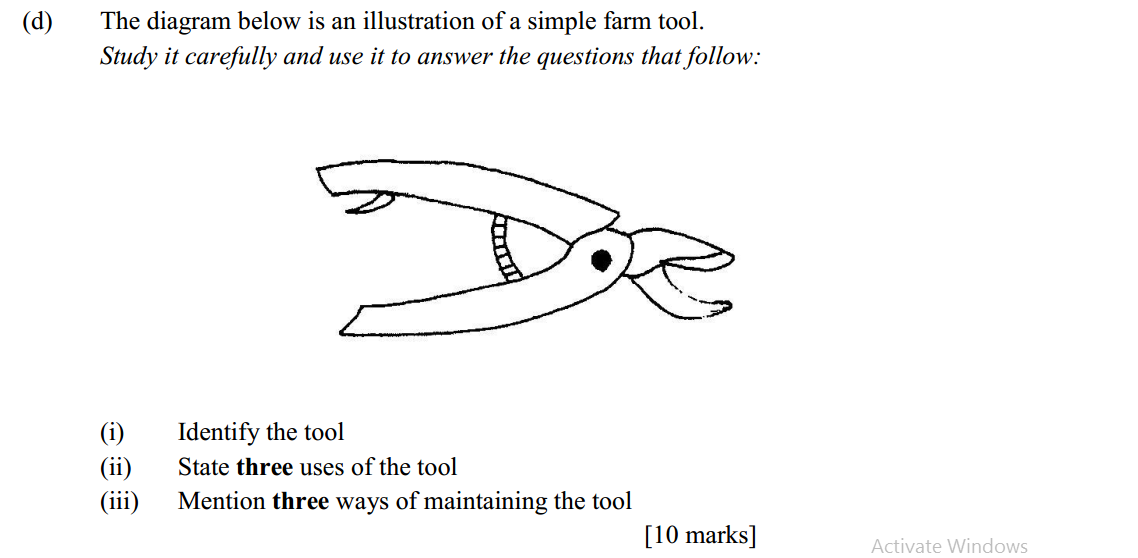 (d) The diagram below is an illustration of a simple farm tool.
Study it carefully and use it to answer the questions that follow:
(i) Identify the tool
(ii) State three uses of the tool
(iii) Mention three ways of maintaining the tool
[10 marks]
Activate Windows